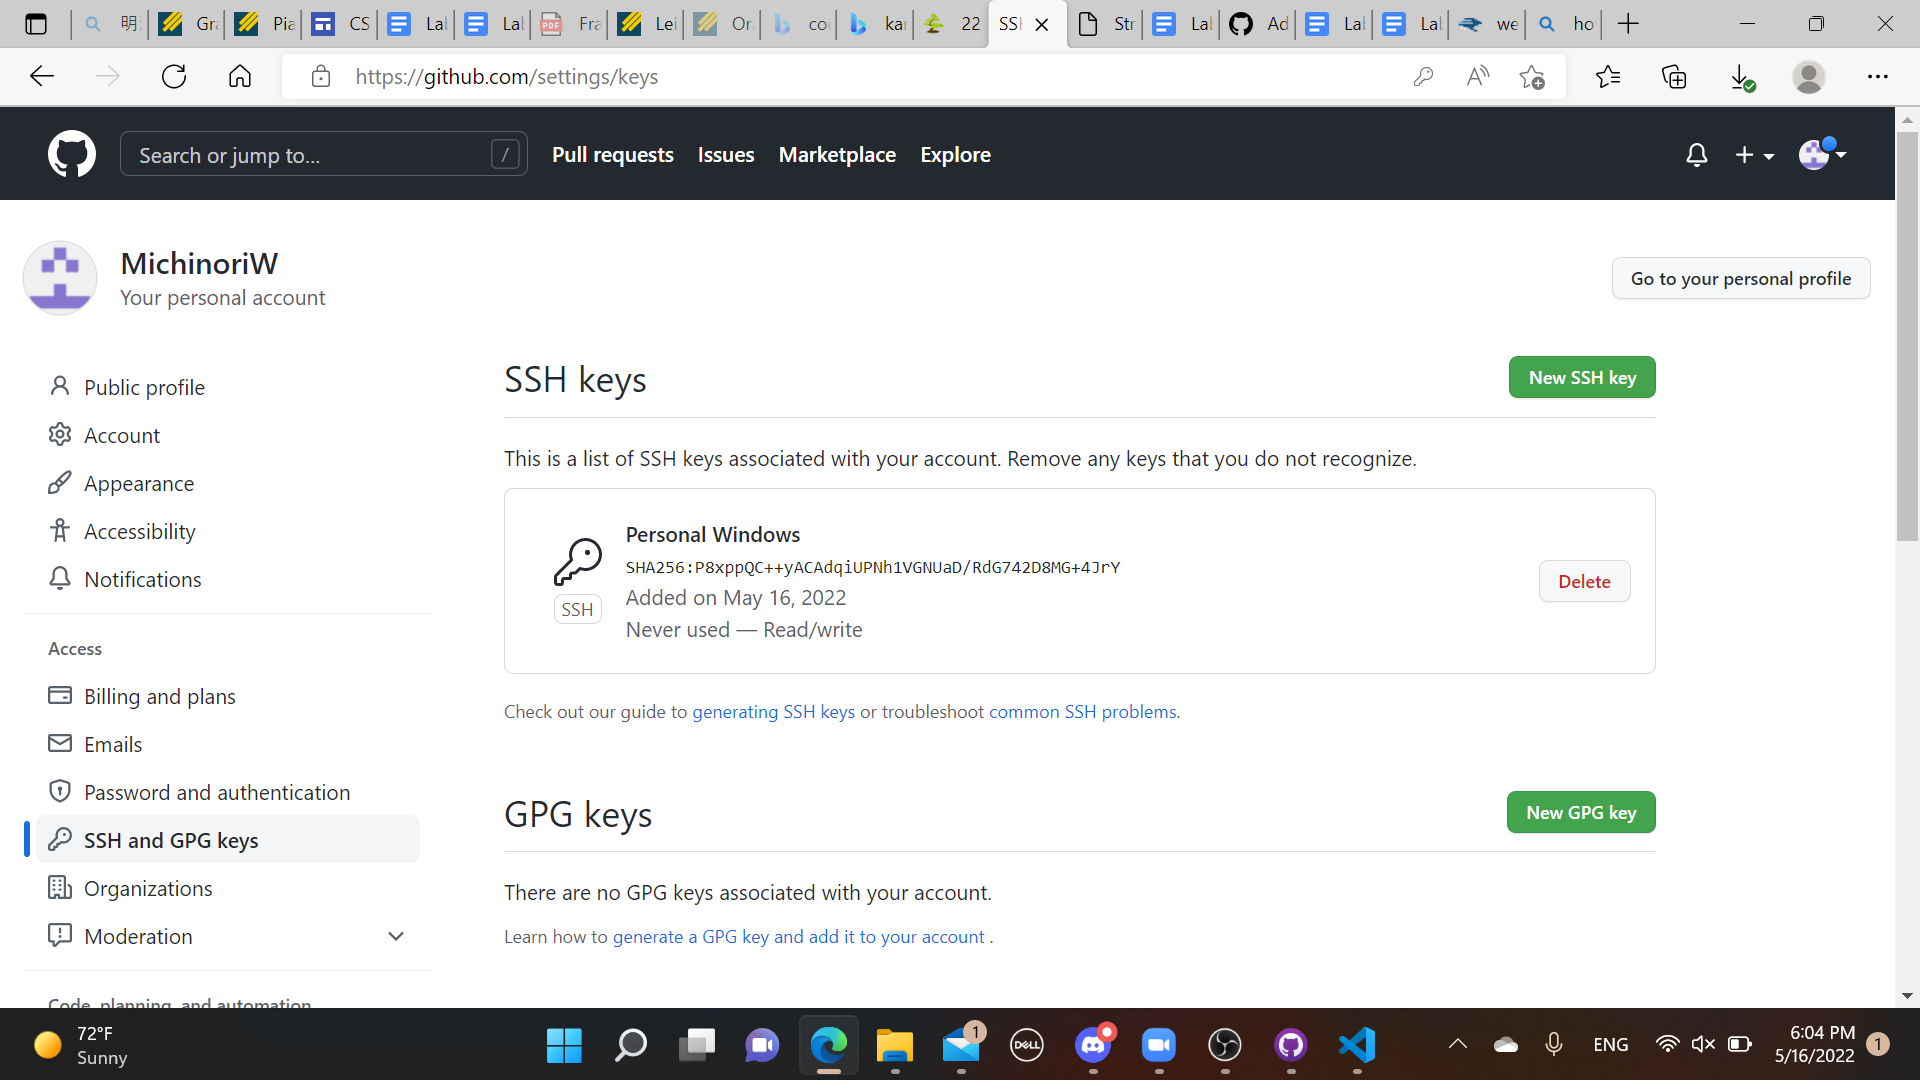 明
Gra
Pia
CS
Lal
Lal
Fra
Lei
Or
co
kar
22
SSH
Str
Lal
Ad
Lal
Lal
we
ho
https://github.com/settings/keys
Search or jump to...
/
Pull requests
Issues
Marketplace
Explore
MichinoriW
Your personal account
Go to your personal profile
Public profile
Account
Appearance
Accessibility
Notifications
Access
Billing and plans
Emails
Password and authentication
SSH and GPG keys
Organizations
Moderation
Code, planning, and automation
SSH keys
New SSH key
This is a list of SSH keys associated with your account. Remove any keys that you do not recognize.
Personal Windows
SHA256:P8xppQC++yACAdqiUPNh1VGNUaD/RdG742D8MG+4JrY
Added on May 16, 2022
Never used — Read/write
SSH
Delete
Check out our guide to generating SSH keys or troubleshoot common SSH problems.
GPG keys
New GPG key
There are no GPG keys associated with your account.
Learn how to generate a GPG key and add it to your account .
72°F
Sunny
1
DELL
ENG
6:04 PM
5/16/2022
1